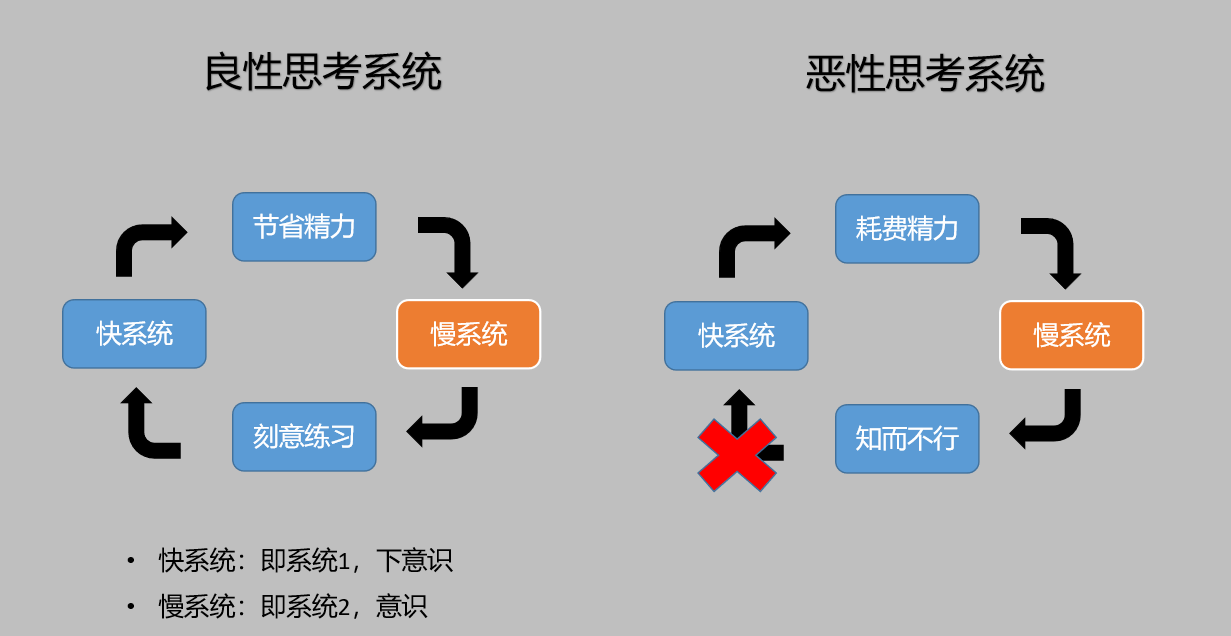 良性思考系统
恶性思考系统
节省精力
耗费精力
快系统
慢系统
快系统
慢系统
刻意练习
知而不行
• 快系统：即系统1，下意识
• 慢系统：即系统2，意识